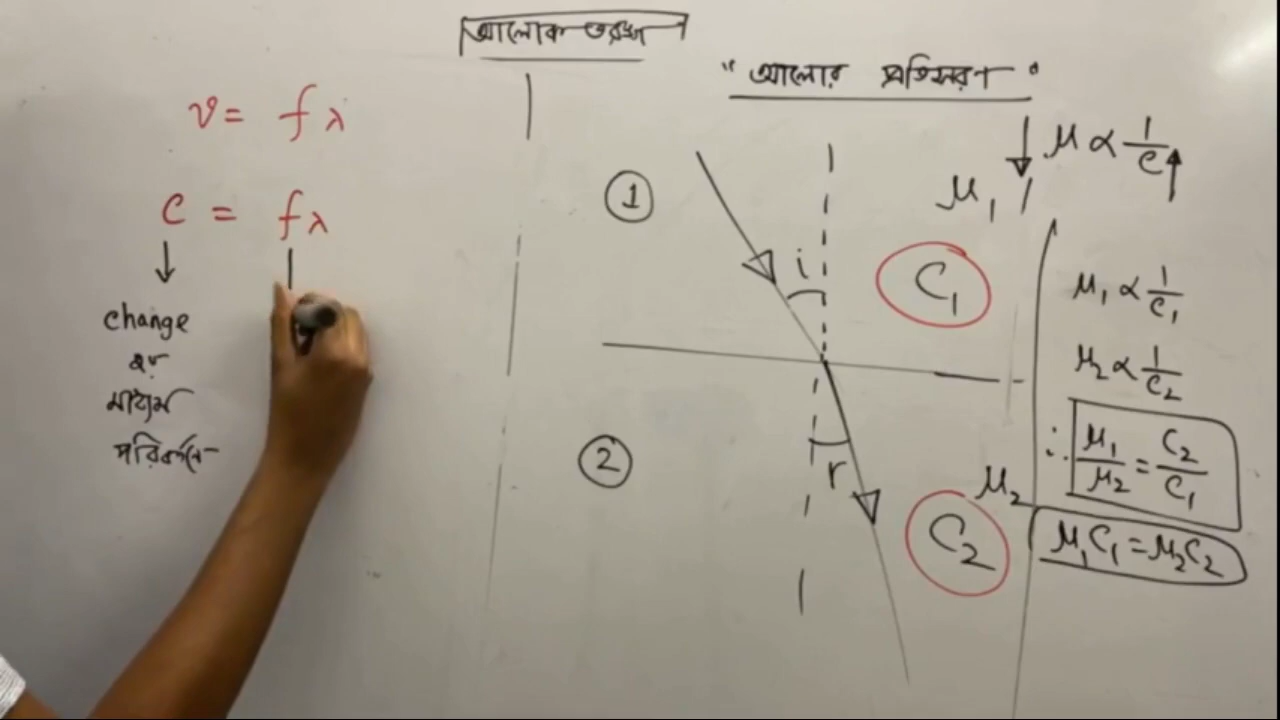 আলোক তরঙ্গ
v = fλ
c = fλ
change
হয়
মাধ্যম
পরিবর্তনে
"আলোর প্রতিসরণ"
①
i
μ₁
C₁
②
r
μ₂
C₂
μ ∝ 1/c
μ₁ ∝ 1/c₁
μ₂ ∝ 1/c₂
∴ μ₁/μ₂ = C₂/C₁
μ₁C₁ = μ₂C₂